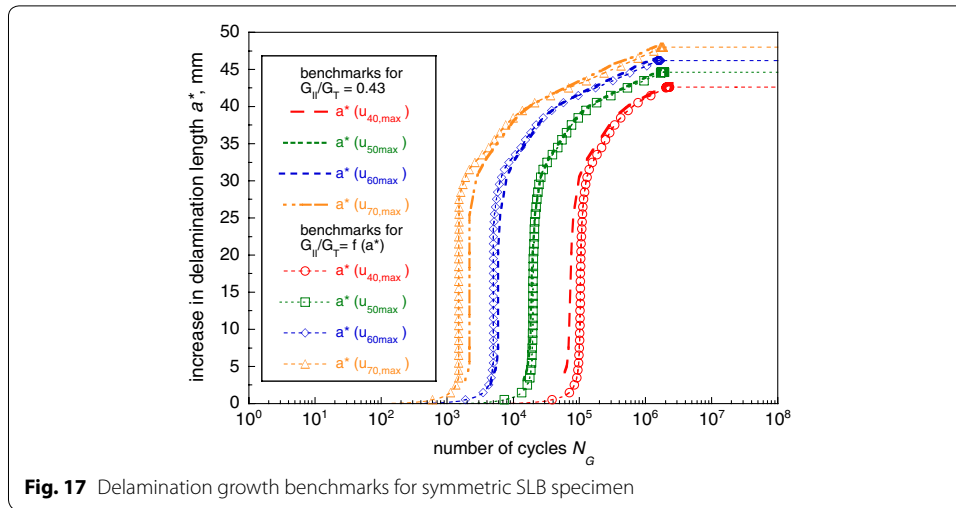 50
45
40
35
30
25
20
15
10
5
0
increase in delamination length a*, mm
benchmarks for
G_II/G_T = 0.43
a* (u_40,max)
a* (u_50max)
a* (u_60max)
a* (u_70,max)
benchmarks for
G_II/G_T= f (a*)
a* (u_40,max)
a* (u_50max)
a* (u_60max)
a* (u_70,max)
10^0 10^1 10^2 10^3 10^4 10^5 10^6 10^7 10^8
number of cycles N_G
Fig. 17 Delamination growth benchmarks for symmetric SLB specimen